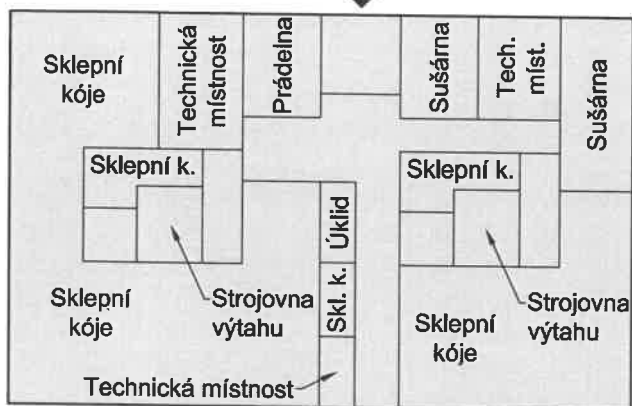 Sklepní
kóje
Technická
místnost
Prádelna
Sušárna
Tech.
míst.
Sušárna
Sklepní k.
Sklepní k.
Úklid
Skl. k.
Sklepní
kóje
Strojovna
výtahu
Sklepní
kóje
Strojovna
výtahu
Technická místnost